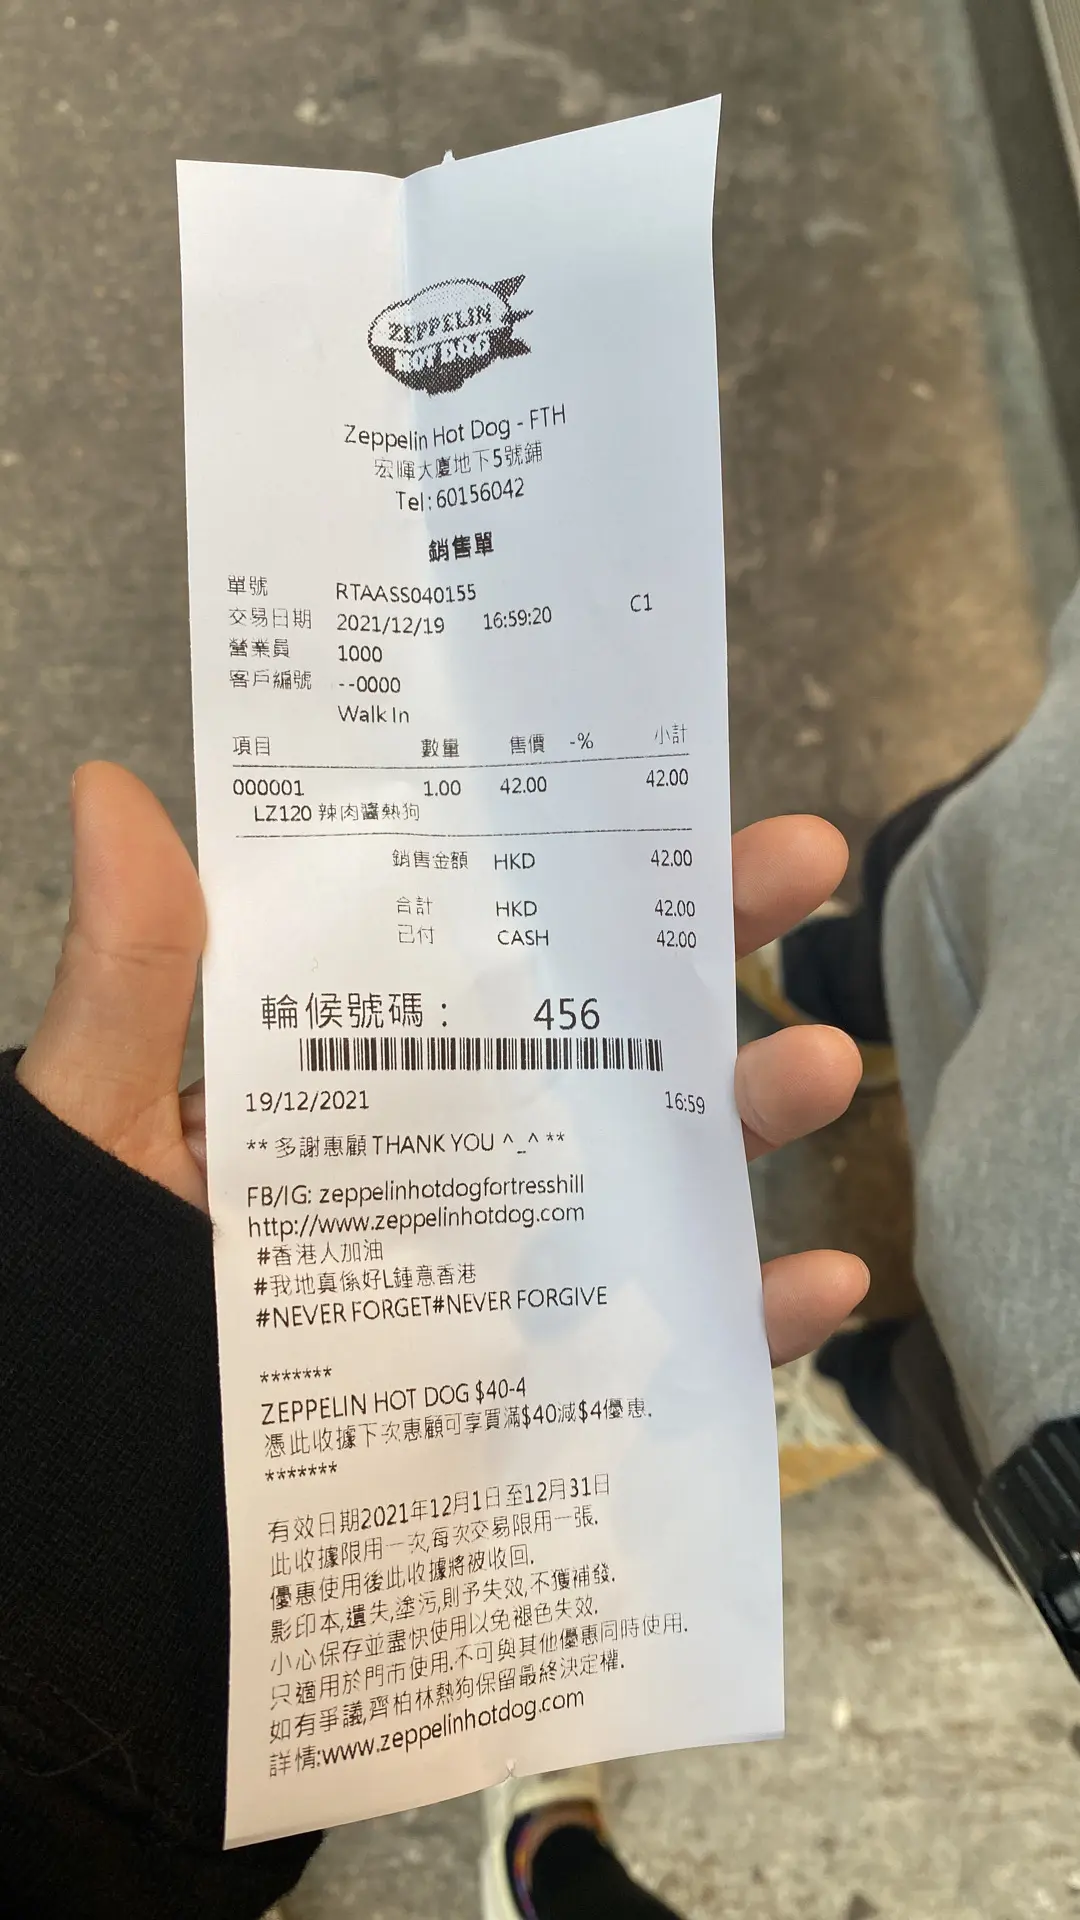 ZEPPELIN
HOT DOG
Zeppelin Hot Dog - FTH
宏暉大廈地下5號鋪
Tel:60156042
銷售單
單號 RTAASS040155
交易日期 2021/12/19 16:59:20 C1
營業員 1000
客戶編號 --0000
Walk In
項目 數量 售價 -% 小計
000001 1.00 42.00 42.00
LZ120 辣肉醬熱狗
銷售金額 HKD 42.00
合計 HKD 42.00
已付 CASH 42.00
輪候號碼： 456
19/12/2021 16:59
** 多謝惠顧 THANK YOU ^_^ **
FB/IG: zeppelinhotdogfortresshill
http://www.zeppelinhotdog.com
#香港人加油
#我地真係好L鍾意香港
#NEVER FORGET#NEVER FORGIVE
*******
ZEPPELIN HOT DOG $40-4
憑此收據下次惠顧可享買滿$40減$4優惠.
*******
有效日期2021年12月1日至12月31日
此收據限用一次,每次交易限用一張.
優惠使用後此收據將被收回.
影印本,遺失,塗污,則予失效,不獲補發.
小心保存並盡快使用以免褪色失效.
只適用於門市使用.不可與其他優惠同時使用.
如有爭議,齊柏林熱狗保留最終決定權.
詳情:www.zeppelinhotdog.com